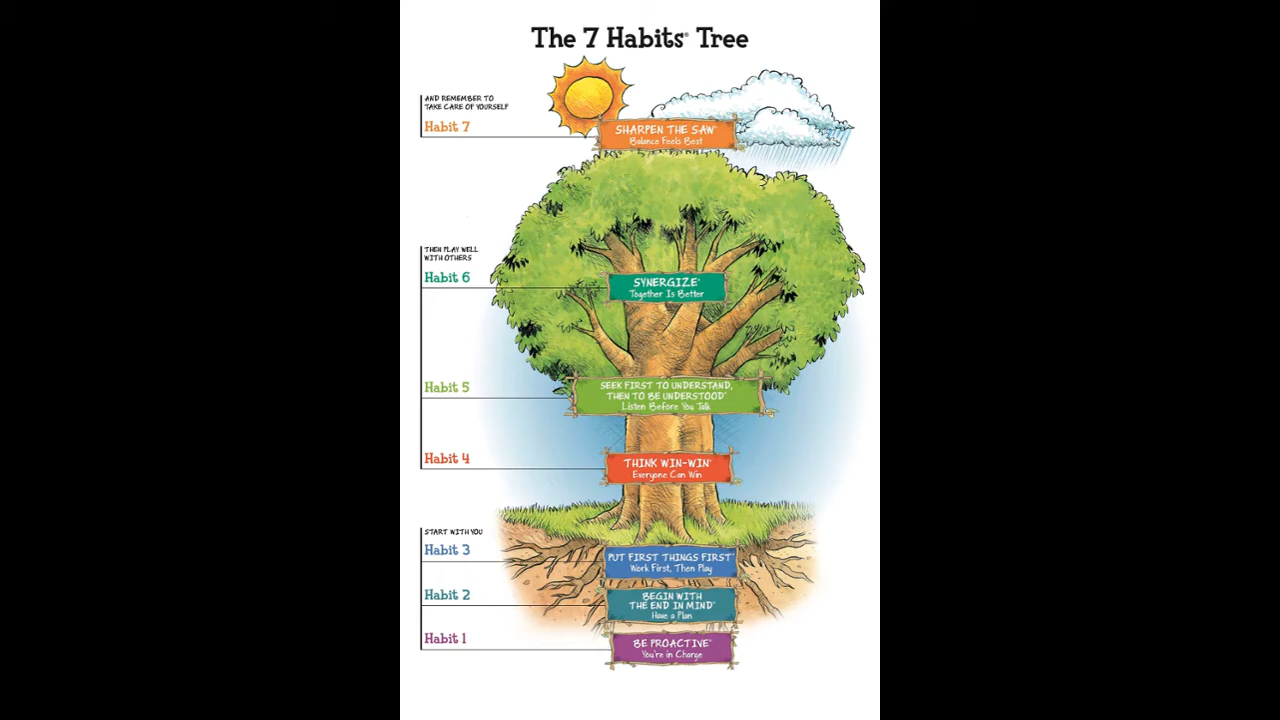 The 7 Habits® Tree
AND REMEMBER TO
TAKE CARE OF YOURSELF
Habit 7
SHARPEN THE SAW®
Balance Feels Best
THEN PLAY WELL
WITH OTHERS
Habit 6
SYNERGIZE®
Together Is Better
Habit 5
SEEK FIRST TO UNDERSTAND,
THEN TO BE UNDERSTOOD®
Listen Before You Talk
Habit 4
THINK WIN-WIN®
Everyone Can Win
START WITH YOU
Habit 3
PUT FIRST THINGS FIRST®
Work First, Then Play
Habit 2
BEGIN WITH
THE END IN MIND®
Have a Plan
Habit 1
BE PROACTIVE®
You're in Charge